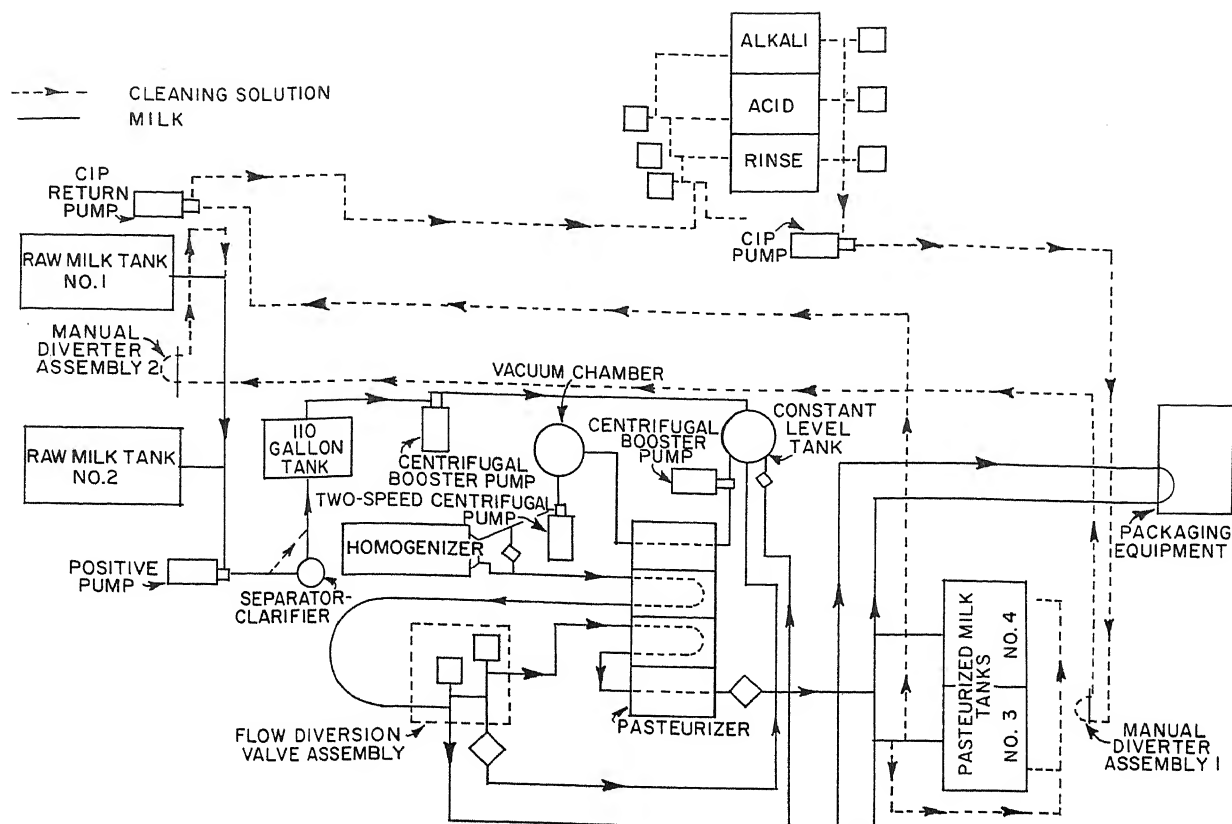 ALKALI
ACID
RINSE
CLEANING SOLUTION
MILK
CIP
RETURN
PUMP
CIP
PUMP
RAW MILK TANK
NO.1
MANUAL
DIVERTER
ASSEMBLY 2
VACUUM CHAMBER
110
GALLON
TANK
CENTRIFUGAL
BOOSTER
PUMP
CONSTANT
LEVEL
TANK
RAW MILK TANK
NO.2
CENTRIFUGAL
BOOSTER PUMP
TWO-SPEED CENTRIFUGAL
PUMP
HOMOGENIZER
PACKAGING
EQUIPMENT
POSITIVE
PUMP
SEPARATOR-
CLARIFIER
PASTEURIZED MILK
TANKS
NO. 3
NO. 4
FLOW DIVERSION
VALVE ASSEMBLY
PASTEURIZER
MANUAL
DIVERTER
ASSEMBLY 1